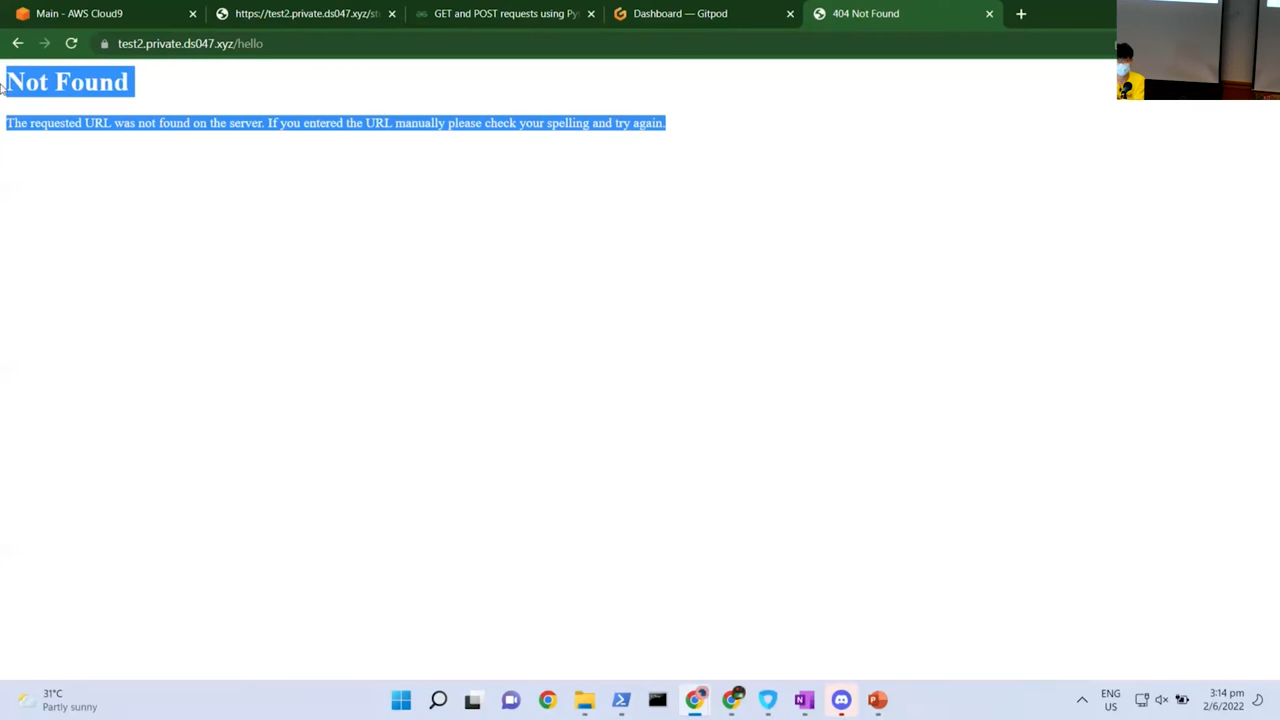 Main - AWS Cloud9
https://test2.private.ds047.xyz/st
GET and POST requests using Py
Dashboard — Gitpod
404 Not Found
test2.private.ds047.xyz/hello
Not Found
The requested URL was not found on the server. If you entered the URL manually please check your spelling and try again.
31°C
Partly sunny
ENG
US
3:14 pm
2/6/2022